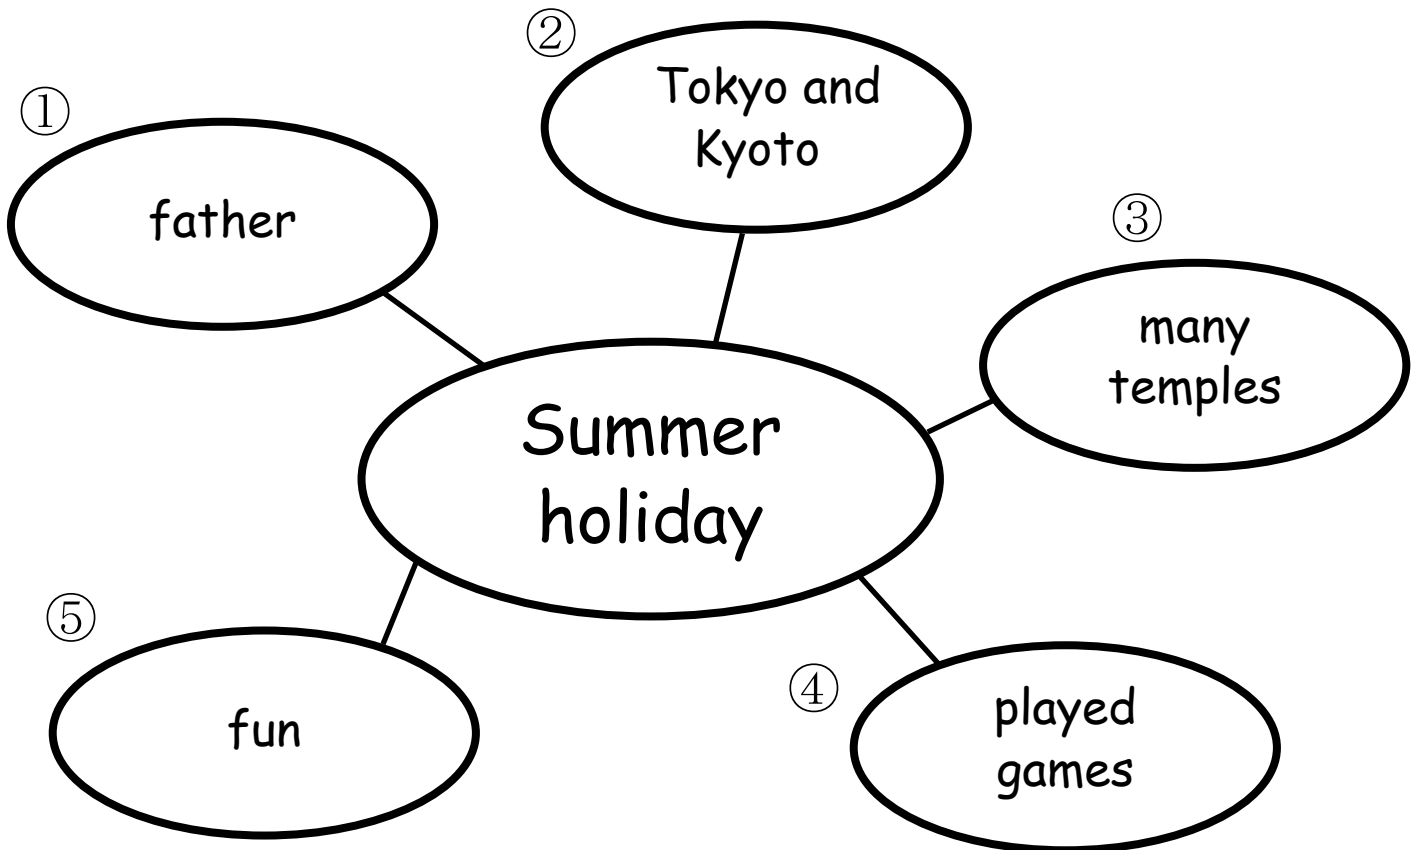 ①
father
②
Tokyo and
Kyoto
③
many
temples
Summer
holiday
④
played
games
⑤
fun